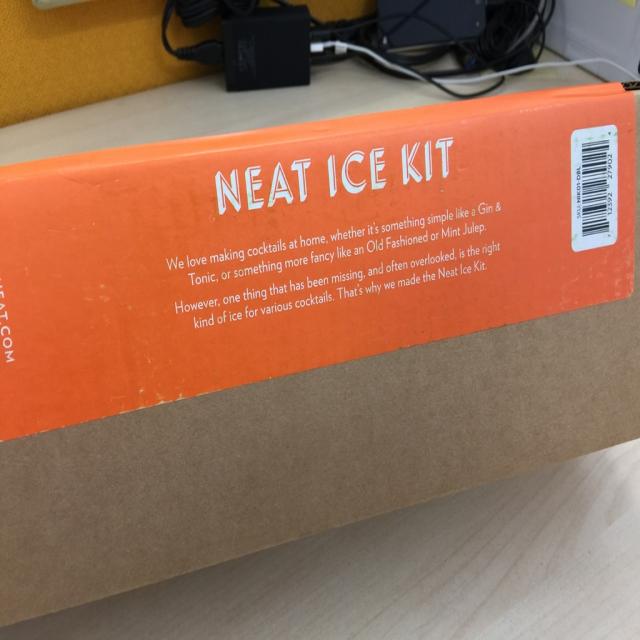 NEAT ICE KIT
We love making cocktails at home, whether it's something simple like a Gin &
Tonic, or something more fancy like an Old Fashioned or Mint Julep.
However, one thing that has been missing, and often overlooked, is the right
kind of ice for various cocktails. That's why we made the Neat Ice Kit.
EAT.COM